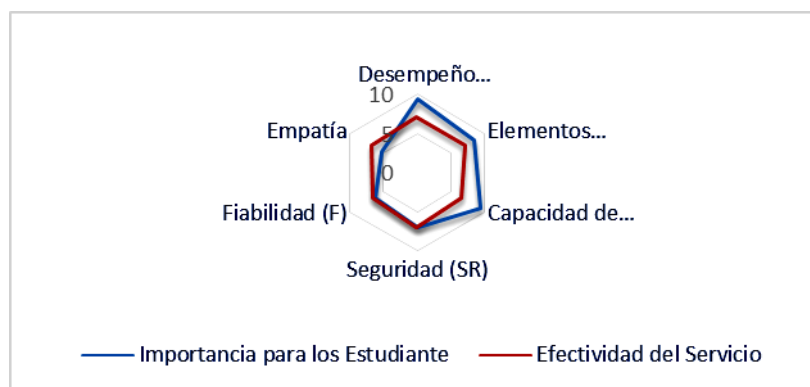 Desempeño...
10
Empatía
5
Elementos...
0
Fiabilidad (F)
Capacidad de...
Seguridad (SR)
Importancia para los Estudiante
Efectividad del Servicio